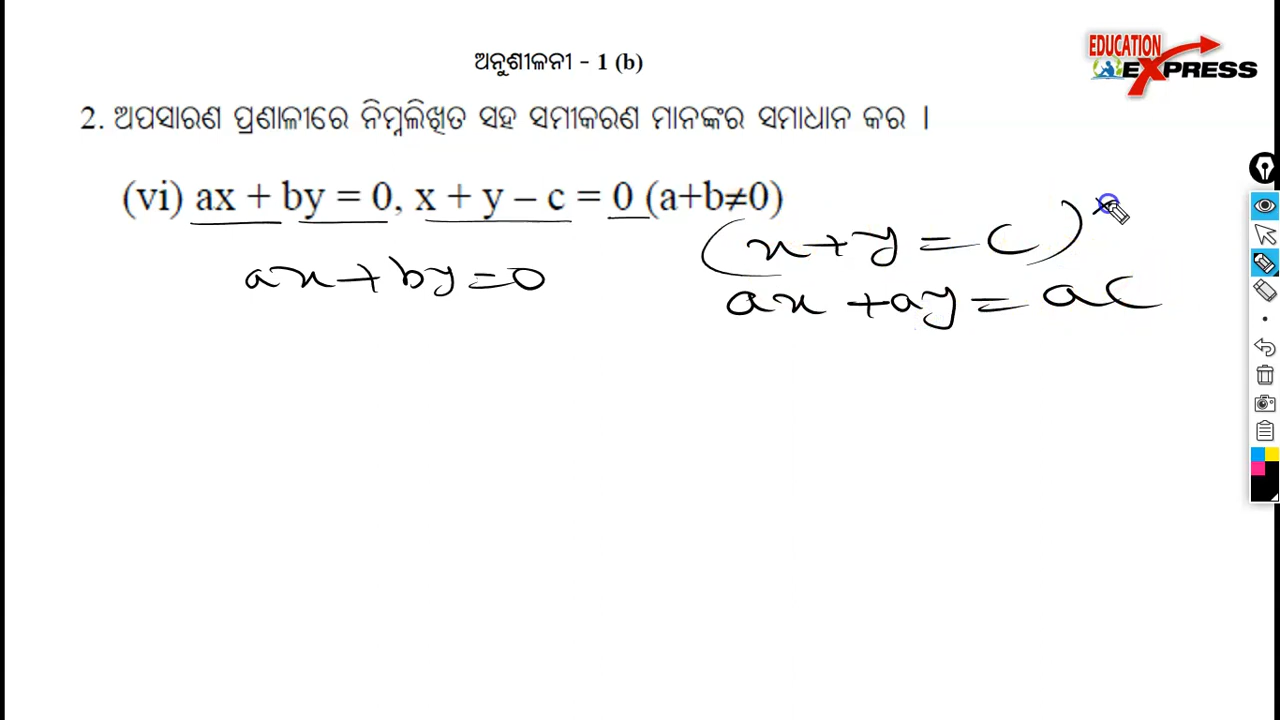 ଅନୁଶୀଳନୀ - 1 (b)
EDUCATION
EXPRESS
2. ଅପସାରଣ ପ୍ରଣାଳୀରେ ନିମ୍ନଲିଖିତ ସହ ସମୀକରଣ ମାନଙ୍କର ସମାଧାନ କର ।
(vi) ax + by = 0, x + y – c = 0 (a+b≠0)
(x+y = c)×
ax+by=0
ax +ay = ac